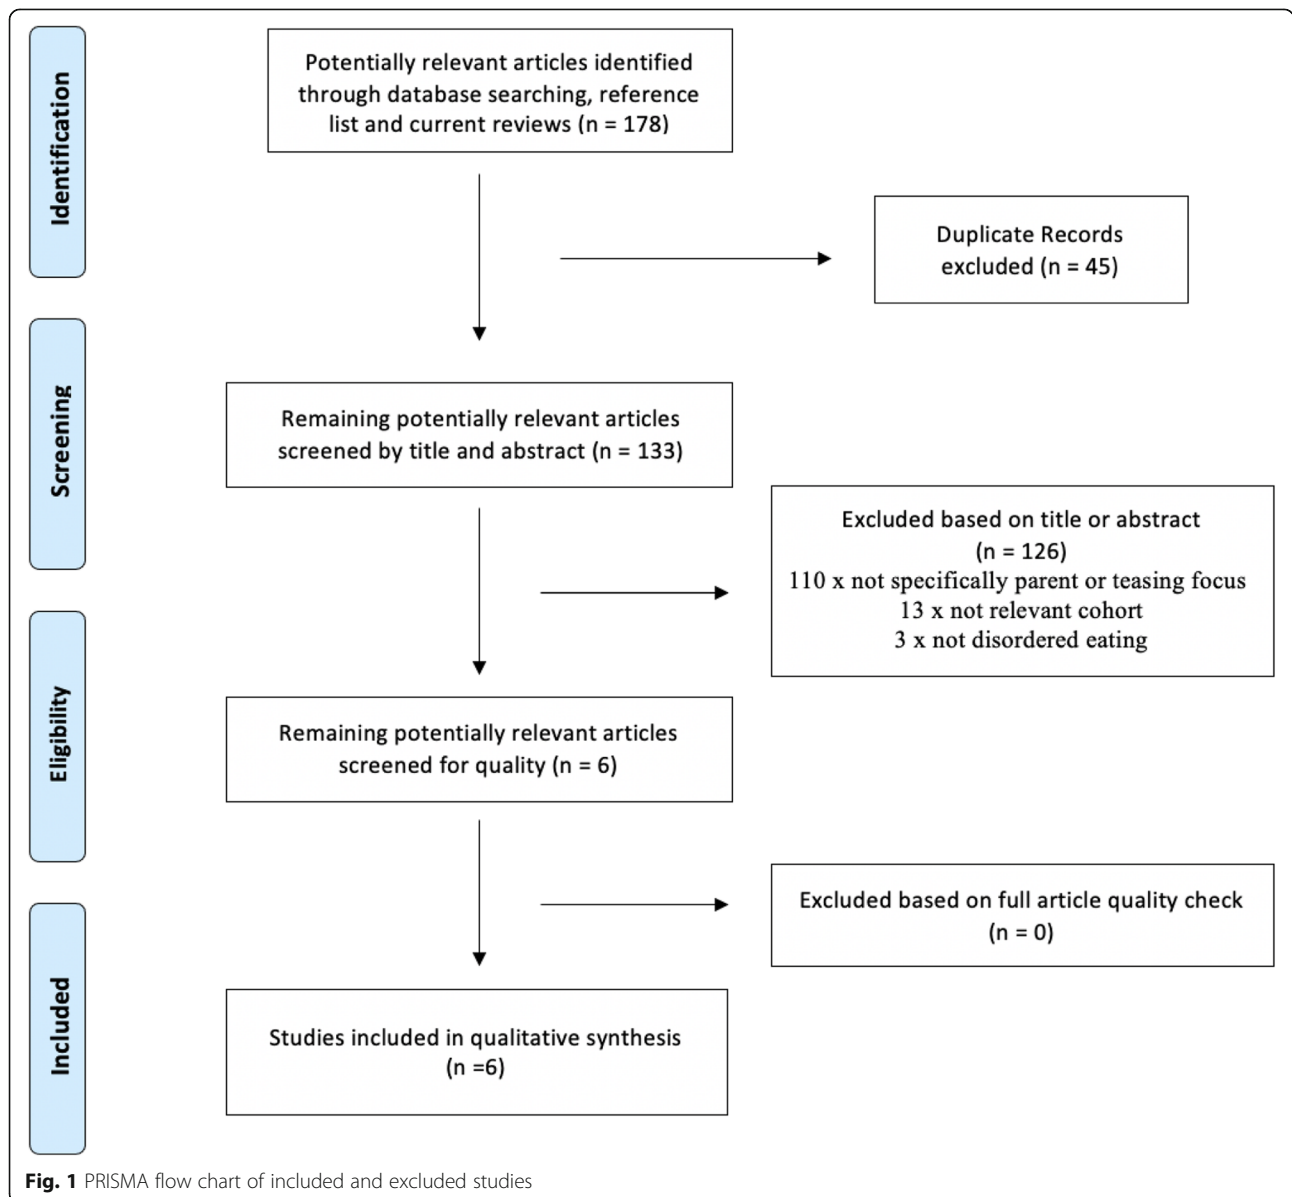 Identification
Potentially relevant articles identified
through database searching, reference
list and current reviews (n = 178)
Duplicate Records
excluded (n = 45)
Screening
Remaining potentially relevant articles
screened by title and abstract (n = 133)
Excluded based on title or abstract
(n = 126)
110 x not specifically parent or teasing focus
13 x not relevant cohort
3 x not disordered eating
Eligibility
Remaining potentially relevant articles
screened for quality (n = 6)
Excluded based on full article quality check
(n = 0)
Included
Studies included in qualitative synthesis
(n =6)
Fig. 1 PRISMA flow chart of included and excluded studies